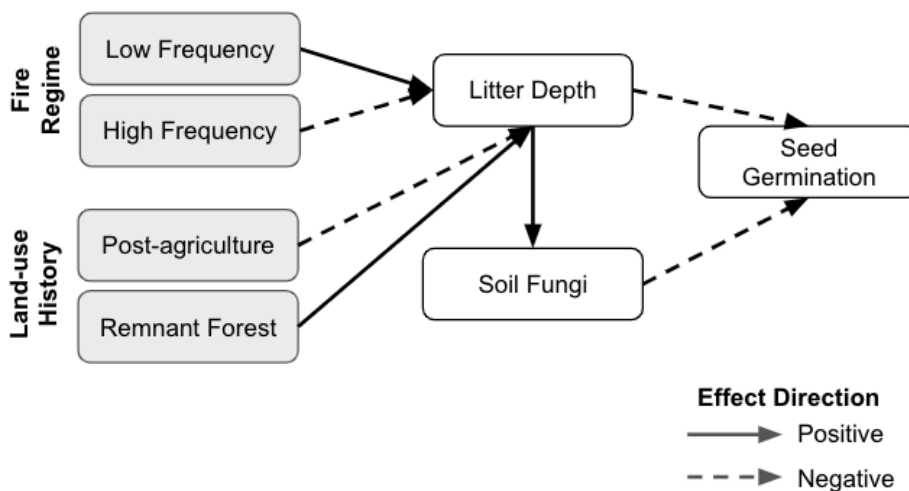 Fire
Regime
Low Frequency
High Frequency
Litter Depth
Seed
Germination
Land-use
History
Post-agriculture
Remnant Forest
Soil Fungi
Effect Direction
Positive
Negative